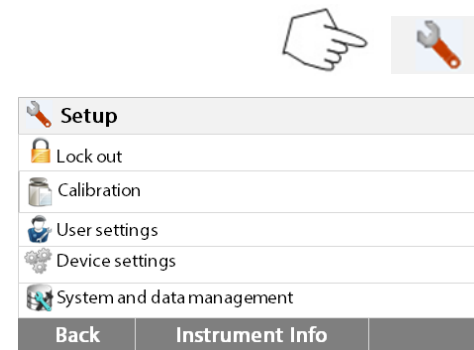 Setup
Lock out
Calibration
User settings
Device settings
System and data management
Back Instrument Info